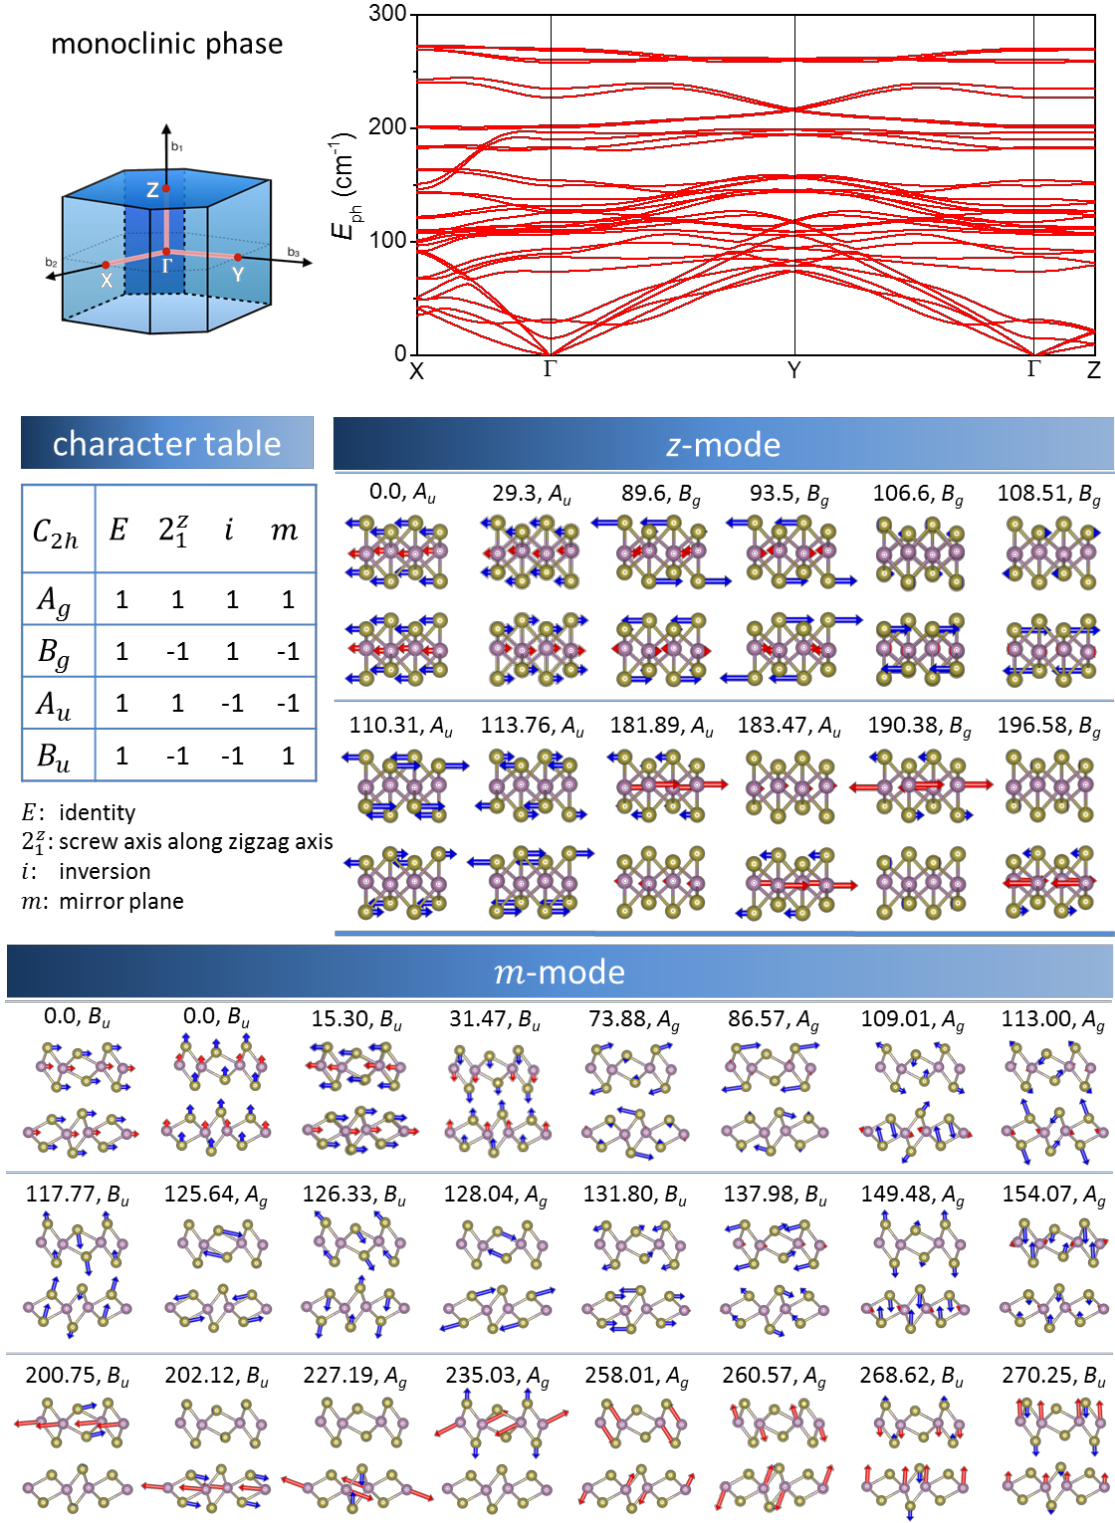 monoclinic phase
300
200
100
0
E_ph (cm⁻¹)
X Γ Y Γ Z
b₁
Z
b₂
X
Γ
Y
b₃
character table
C₂ₕ E 2₁ᶻ i m
A_g 1 1 1 1
B_g 1 -1 1 -1
A_u 1 1 -1 -1
B_u 1 -1 -1 1
E: identity
2₁ᶻ: screw axis along zigzag axis
i: inversion
m: mirror plane
z-mode
0.0, A_u 29.3, A_u 89.6, B_g 93.5, B_g 106.6, B_g 108.51, B_g
110.31, A_u 113.76, A_u 181.89, A_u 183.47, A_u 190.38, B_g 196.58, B_g
m-mode
0.0, B_u 0.0, B_u 15.30, B_u 31.47, B_u 73.88, A_g 86.57, A_g 109.01, A_g 113.00, A_g
117.77, B_u 125.64, A_g 126.33, B_u 128.04, A_g 131.80, B_u 137.98, B_u 149.48, A_g 154.07, A_g
200.75, B_u 202.12, B_u 227.19, A_g 235.03, A_g 258.01, A_g 260.57, A_g 268.62, B_u 270.25, B_u